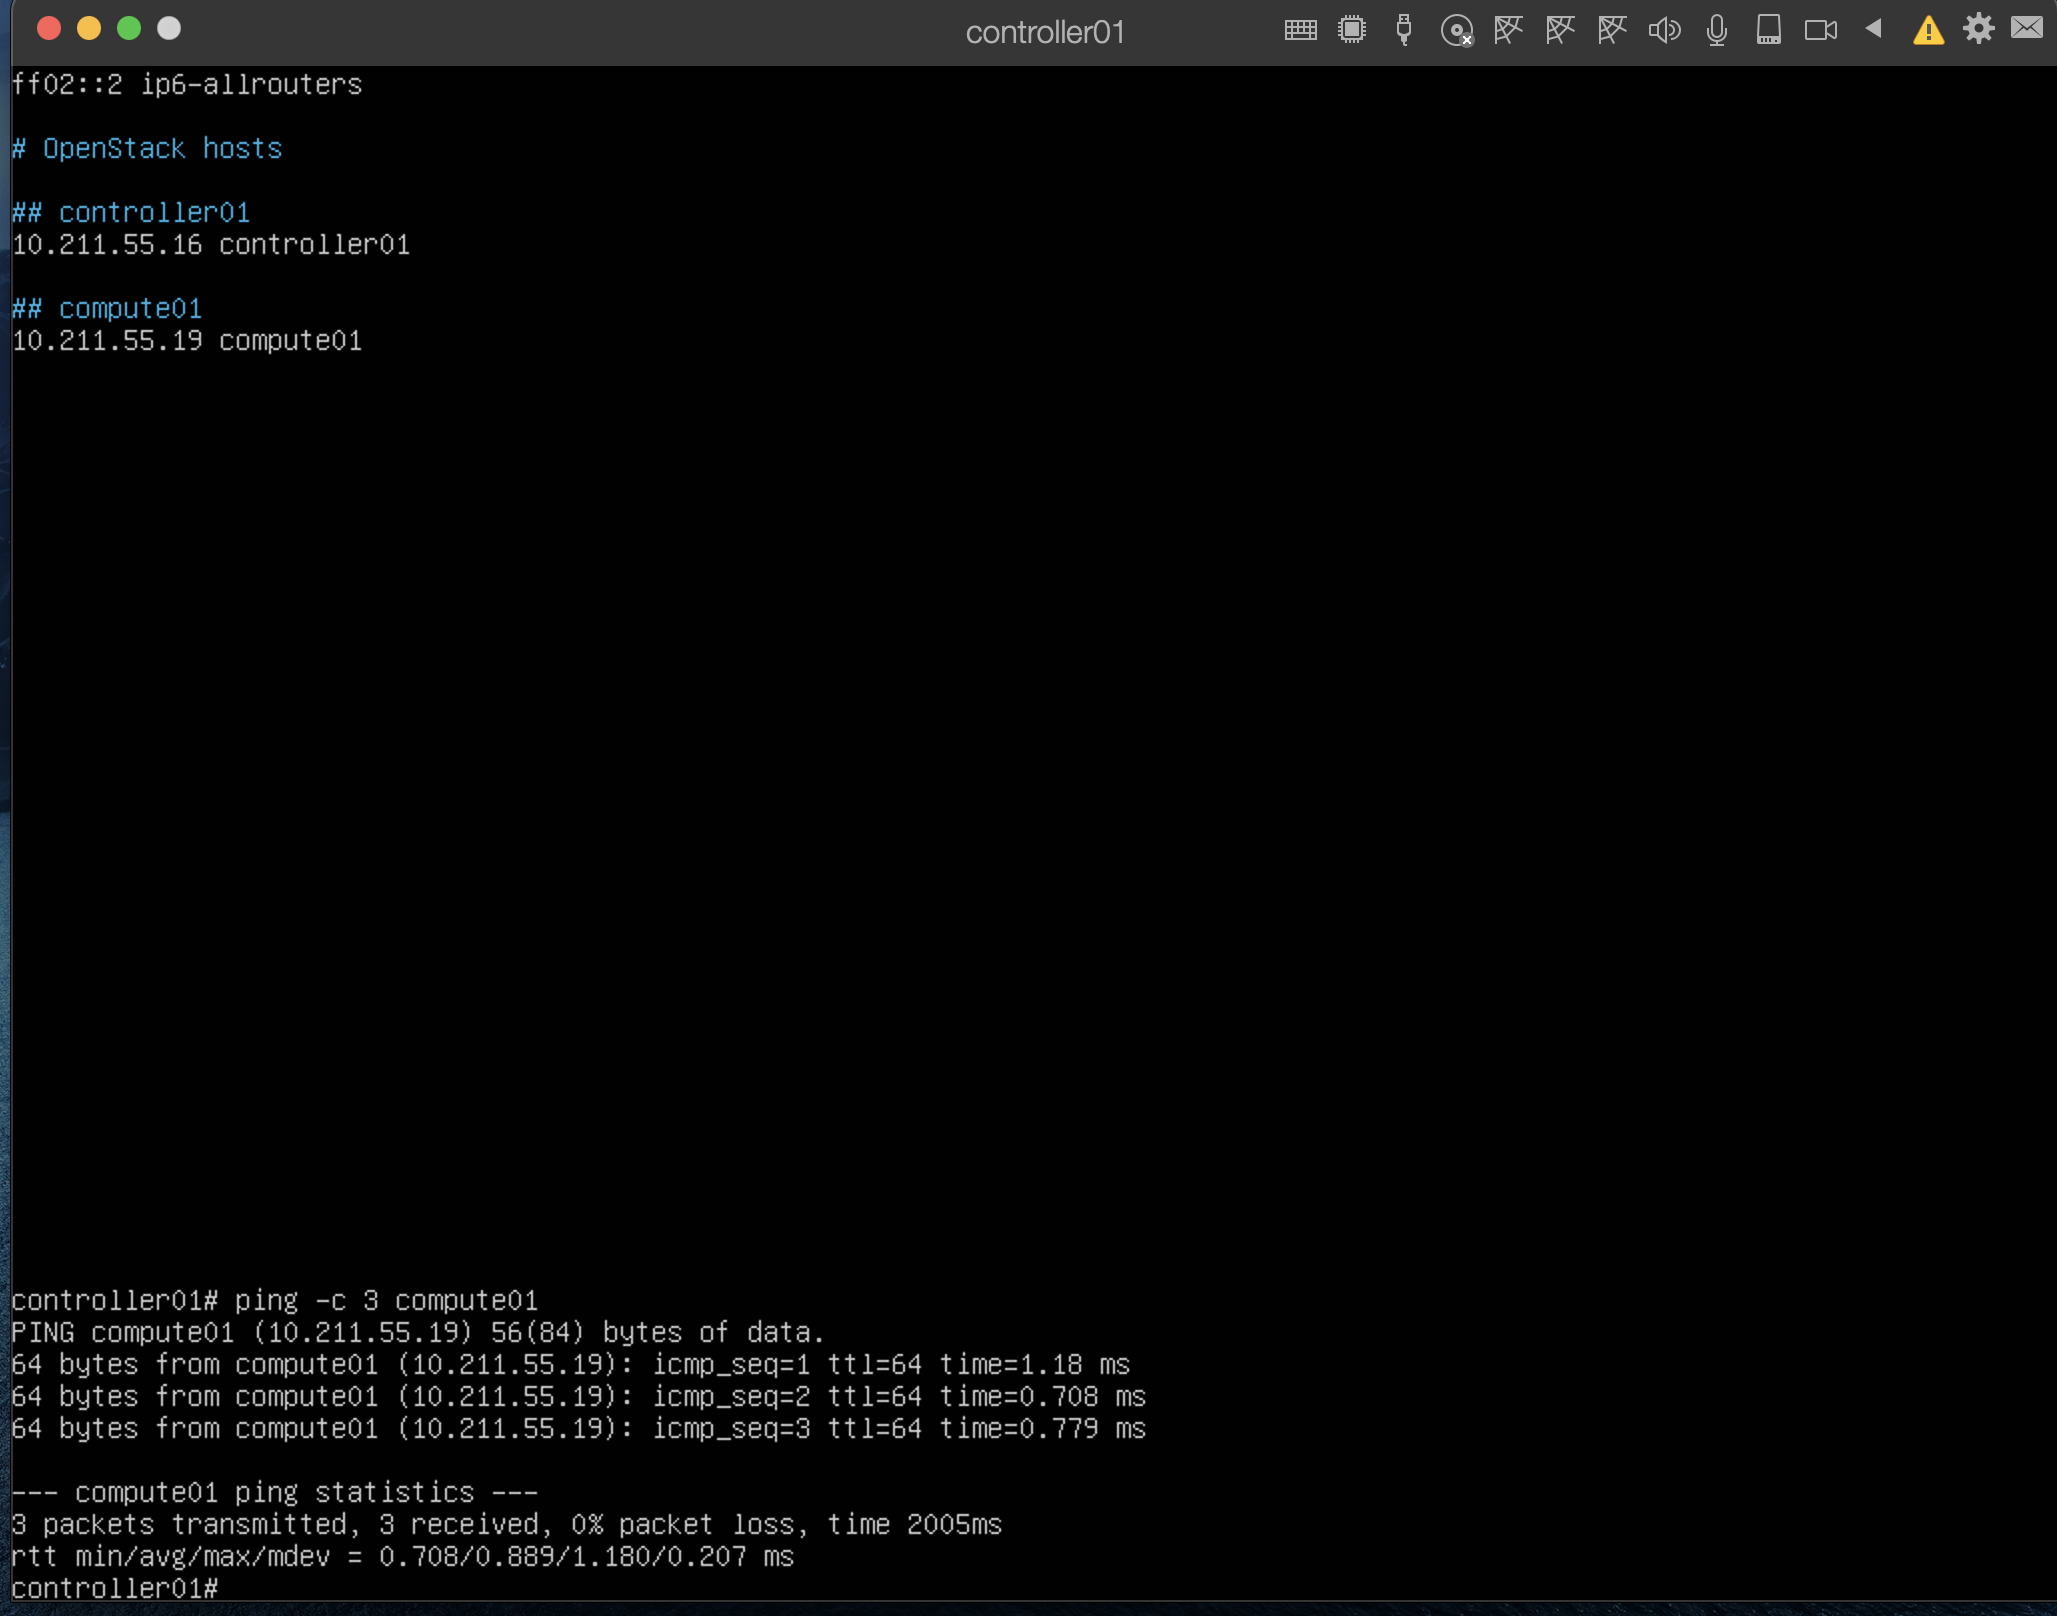 controller01
ff02::2 ip6-allrouters
# OpenStack hosts
## controller01
10.211.55.16 controller01
## compute01
10.211.55.19 compute01
controller01# ping -c 3 compute01
PING compute01 (10.211.55.19) 56(84) bytes of data.
64 bytes from compute01 (10.211.55.19): icmp_seq=1 ttl=64 time=1.18 ms
64 bytes from compute01 (10.211.55.19): icmp_seq=2 ttl=64 time=0.708 ms
64 bytes from compute01 (10.211.55.19): icmp_seq=3 ttl=64 time=0.779 ms
--- compute01 ping statistics ---
3 packets transmitted, 3 received, 0% packet loss, time 2005ms
rtt min/avg/max/mdev = 0.708/0.889/1.180/0.207 ms
controller01#